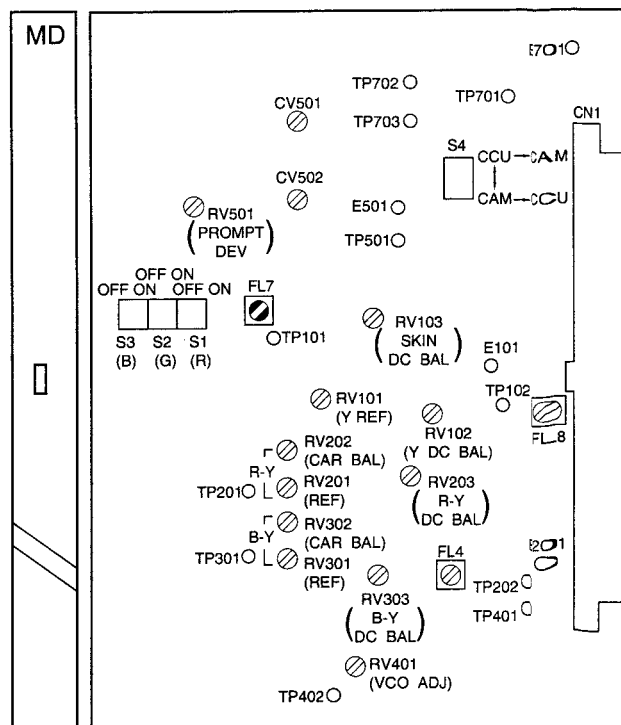 MD
E701
TP702
TP701
CV501
TP703
CN1
S4
CCU→CAM
CAM→CCU
CV502
RV501
(PROMPT
DEV)
E501
TP501
OFF ON
OFF ON
OFF ON
FL7
S3
(B)
S2
(G)
S1
(R)
TP101
RV103
(SKIN
DC BAL)
E101
TP102
FL8
RV101
(Y REF)
RV102
(Y DC BAL)
RV202
(CAR BAL)
R-Y
TP201
RV201
(REF)
RV203
(R-Y
DC BAL)
RV302
(CAR BAL)
B-Y
TP301
RV301
(REF)
FL4
E201
TP202
TP401
RV303
(B-Y
DC BAL)
RV401
(VCO ADJ)
TP402